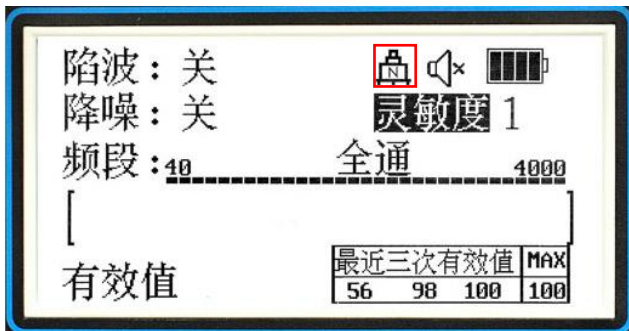 陷波：关
N
降噪：关 灵敏度 1
频段：40 全通 4000
有效值
最近三次有效值 MAX
56 98 100 100